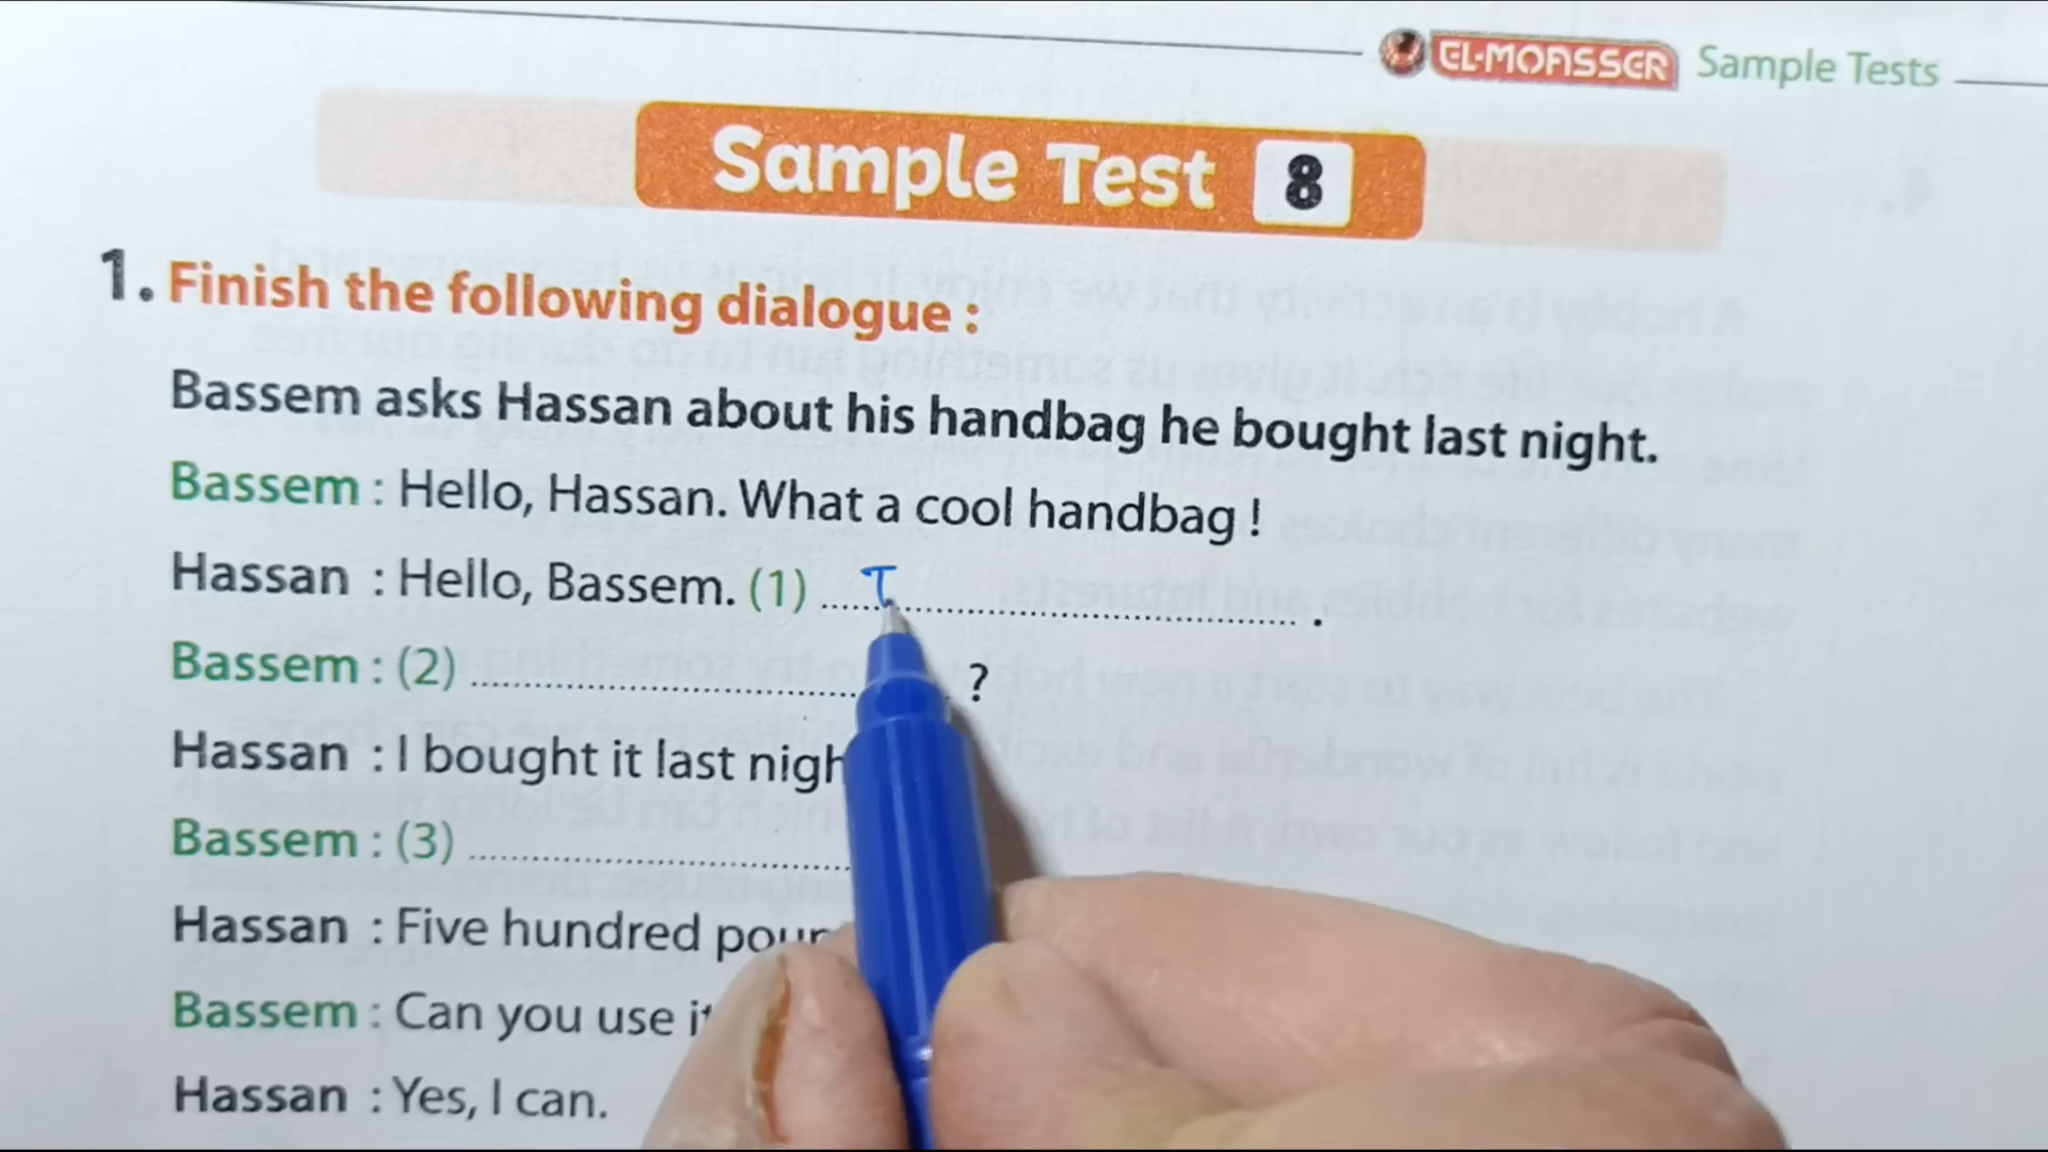 EL-MOASSER Sample Tests
Sample Test 8
1. Finish the following dialogue :
Bassem asks Hassan about his handbag he bought last night.
Bassem : Hello, Hassan. What a cool handbag !
Hassan : Hello, Bassem. (1) T .................... .
Bassem : (2) .................... ?
Hassan : I bought it last
Bassem : (3) ....................
Hassan : Five hundred
Bassem : Can you use
Hassan : Yes, I can.